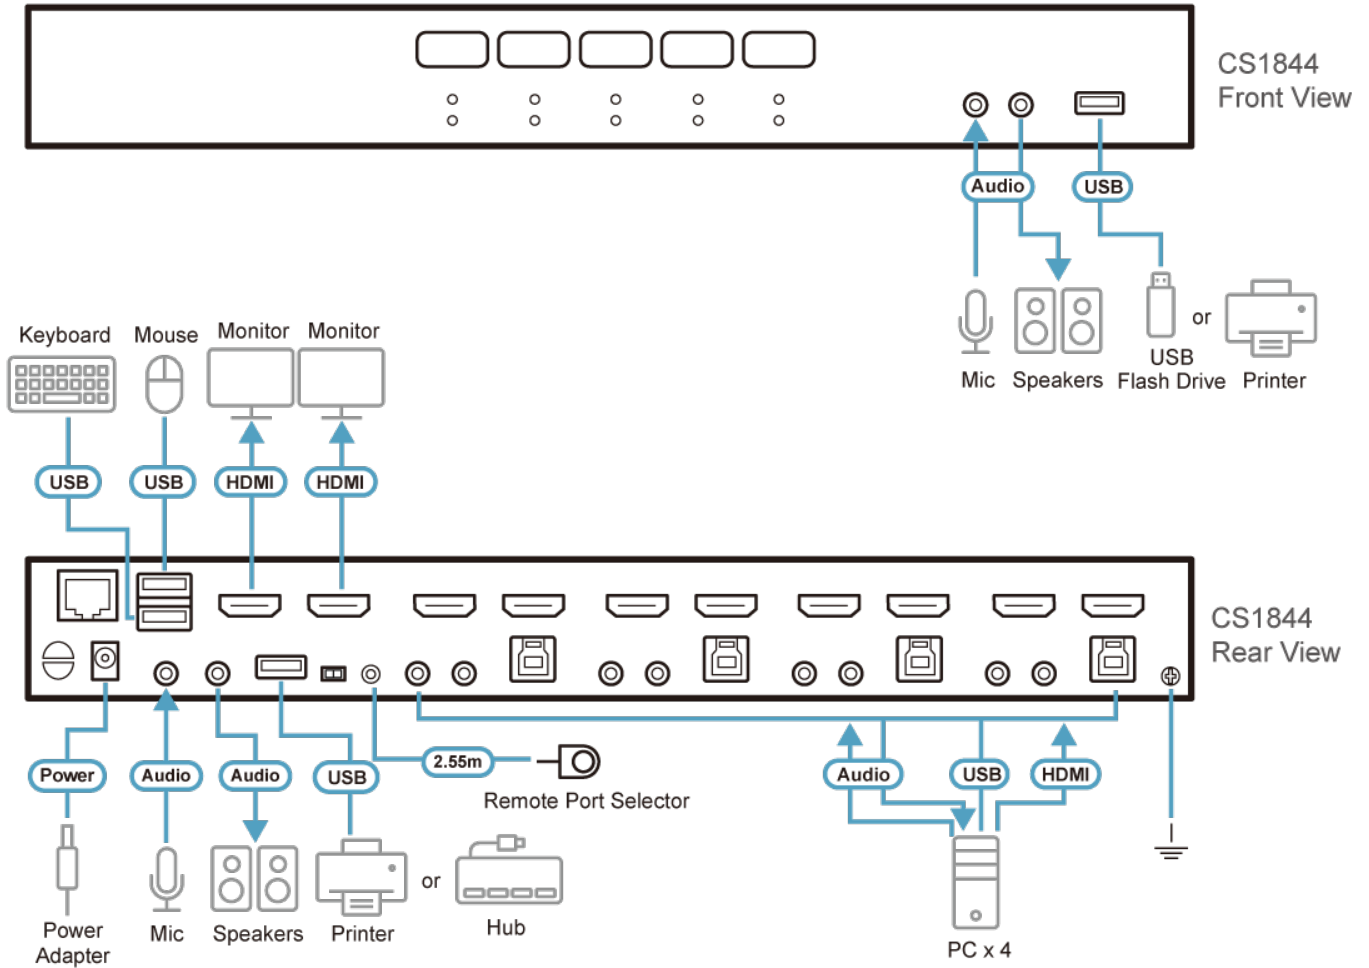 CS1844
Front View
Audio
USB
Mic
Speakers
USB
Flash Drive
or
Printer
Keyboard
Mouse
Monitor
Monitor
USB
USB
HDMI
HDMI
CS1844
Rear View
Power
Audio
Audio
USB
2.55m
Remote Port Selector
Audio
USB
HDMI
Power
Adapter
Mic
Speakers
Printer
or
Hub
PC x 4